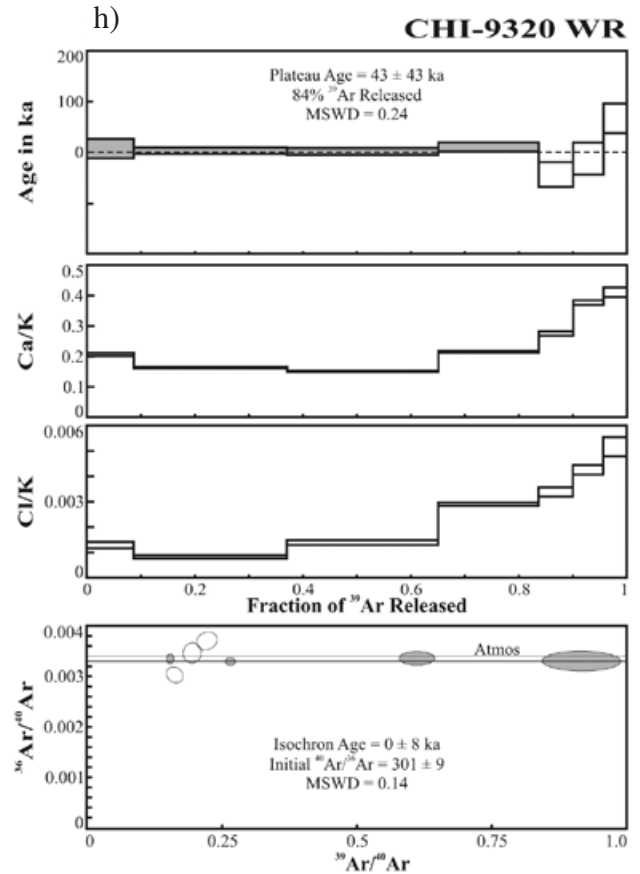 h)
CHI-9320 WR
200
100
0
Age in ka
Plateau Age = 43 ± 43 ka
84% ³⁹Ar Released
MSWD = 0.24
0.5
0.4
0.3
0.2
0.1
0
Ca/K
0.006
0.003
0
Cl/K
0 0.2 0.4 0.6 0.8 1
Fraction of ³⁹Ar Released
0.004
0.003
0.002
0.001
0
³⁶Ar/⁴⁰Ar
Atmos
Isochron Age = 0 ± 8 ka
Initial ⁴⁰Ar/³⁶Ar = 301 ± 9
MSWD = 0.14
0 0.25 0.5 0.75 1.0
³⁹Ar/⁴⁰Ar